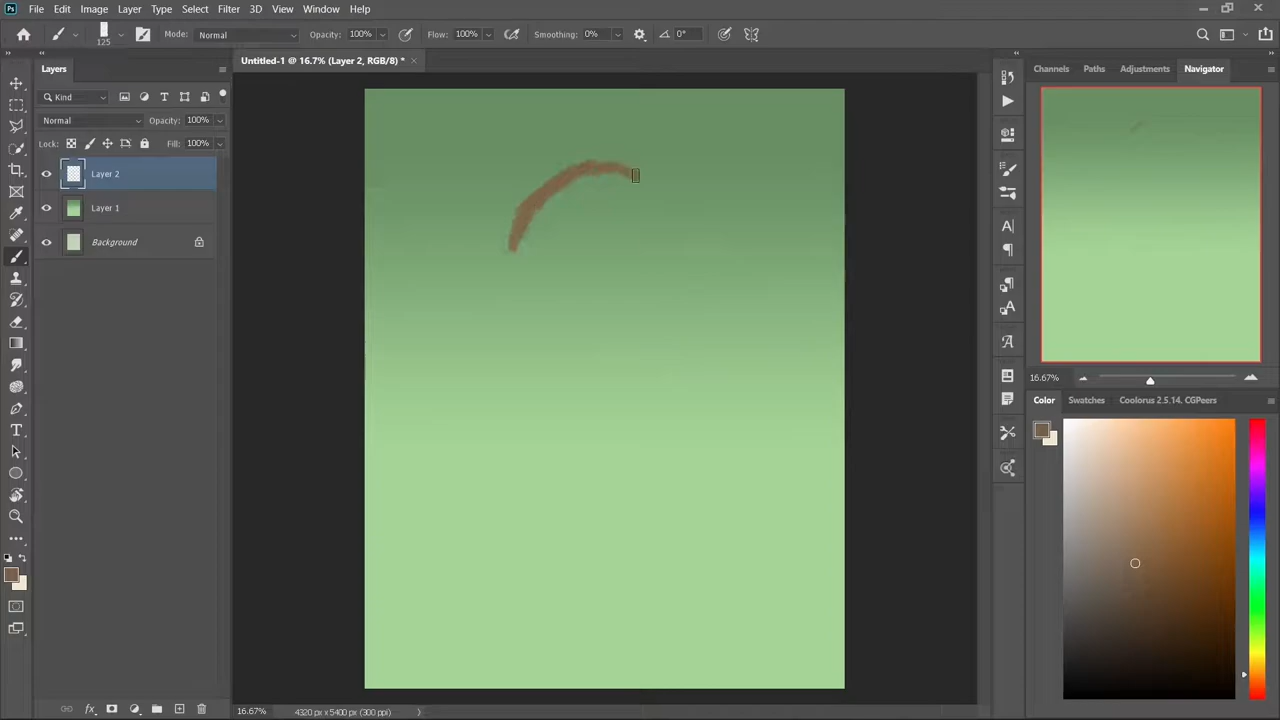 Ps File Edit Image Layer Type Select Filter 3D View Window Help
125 Mode: Normal Opacity: 100% Flow: 100% Smoothing: 0% 0°
Layers
Untitled-1 @ 16.7% (Layer 2, RGB/8) *
Channels Paths Adjustments Navigator
Kind
Normal Opacity: 100%
Lock: Fill: 100%
Layer 2
Layer 1
Background
16.67%
Color Swatches Coolorus 2.5.14. CGPeers
fx
16.67% 4320 px x 5400 px (300 ppi)